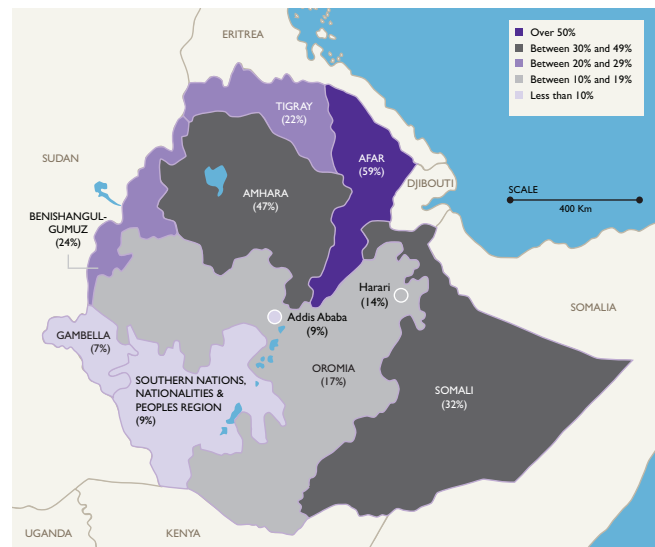 ERITREA
Over 50%
Between 30% and 49%
Between 20% and 29%
Between 10% and 19%
Less than 10%
TIGRAY
(22%)
SUDAN
AFAR
(59%)
DJIBOUTI
SCALE
400 Km
AMHARA
(47%)
BENISHANGUL-
GUMUZ
(24%)
Harari
(14%)
SOMALIA
Addis Ababa
(9%)
GAMBELLA
(7%)
OROMIA
(17%)
SOUTHERN NATIONS,
NATIONALITIES &
PEOPLES REGION
(9%)
SOMALI
(32%)
UGANDA
KENYA